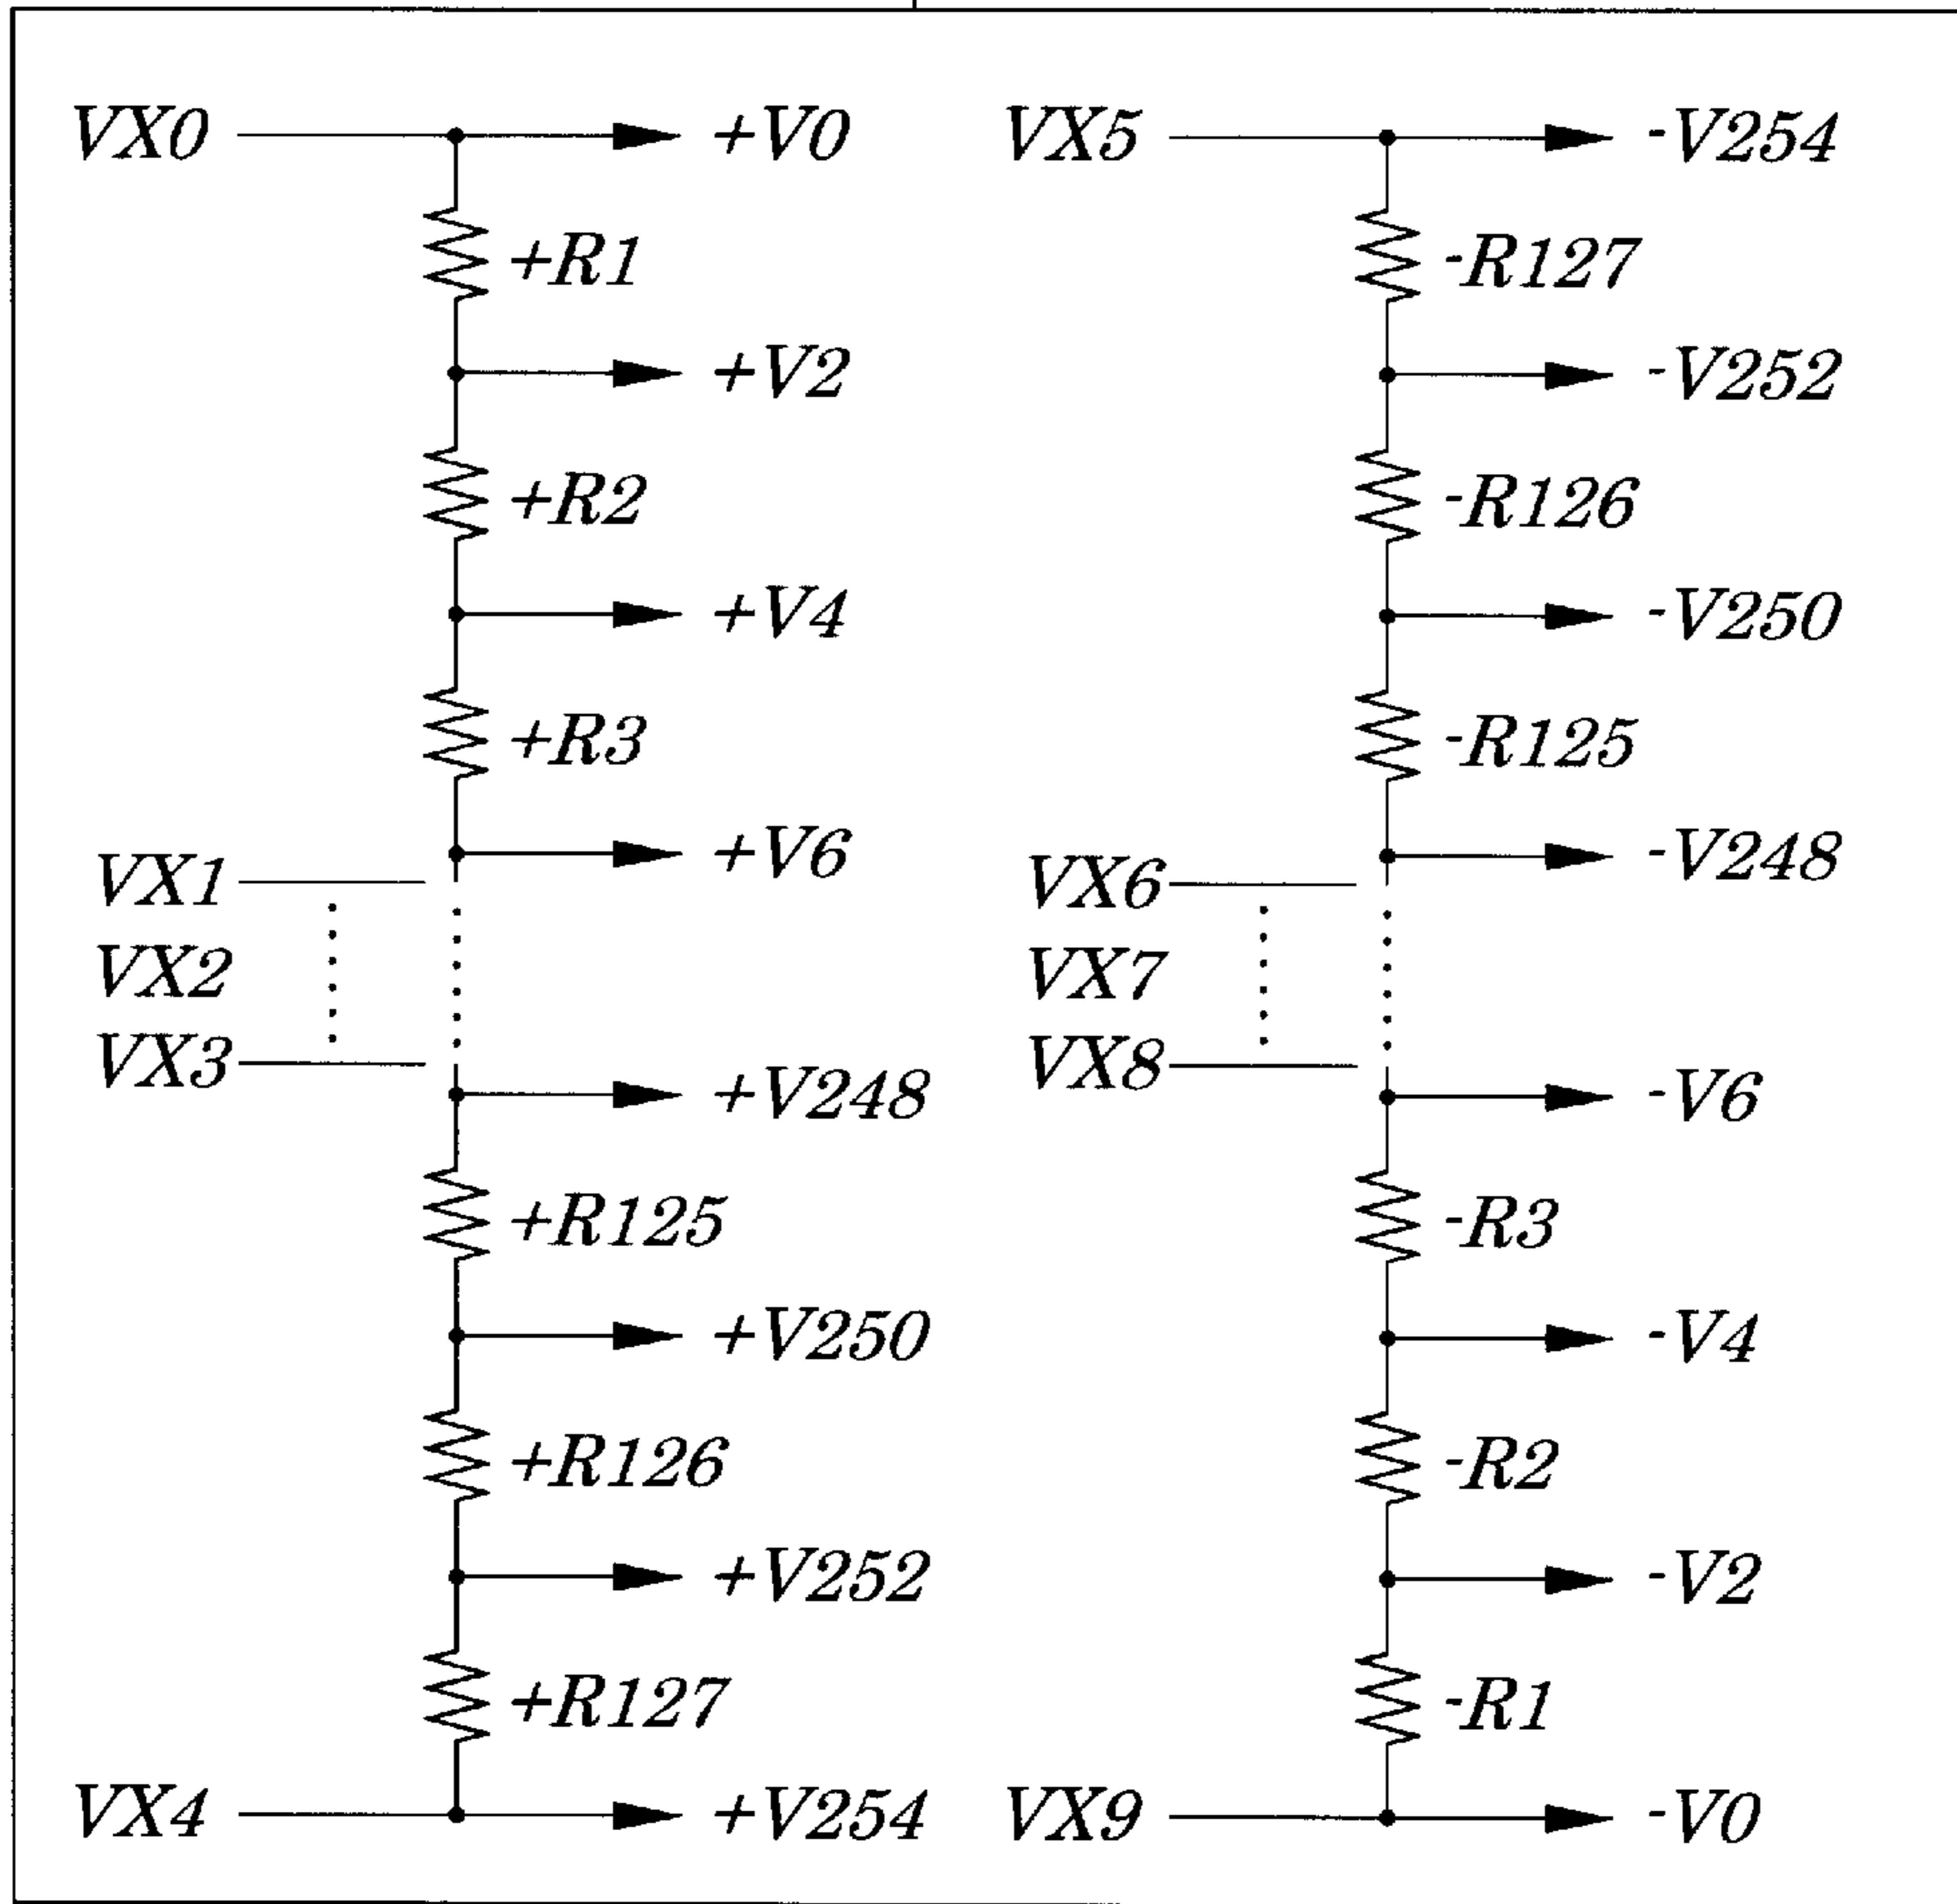 VX0
+V0
+R1
+V2
+R2
+V4
+R3
+V6
VX1
VX2
VX3
+V248
+R125
+V250
+R126
+V252
+R127
VX4
+V254
VX5
-V254
-R127
-V252
-R126
-V250
-R125
-V248
VX6
VX7
VX8
-V6
-R3
-V4
-R2
-V2
-R1
VX9
-V0